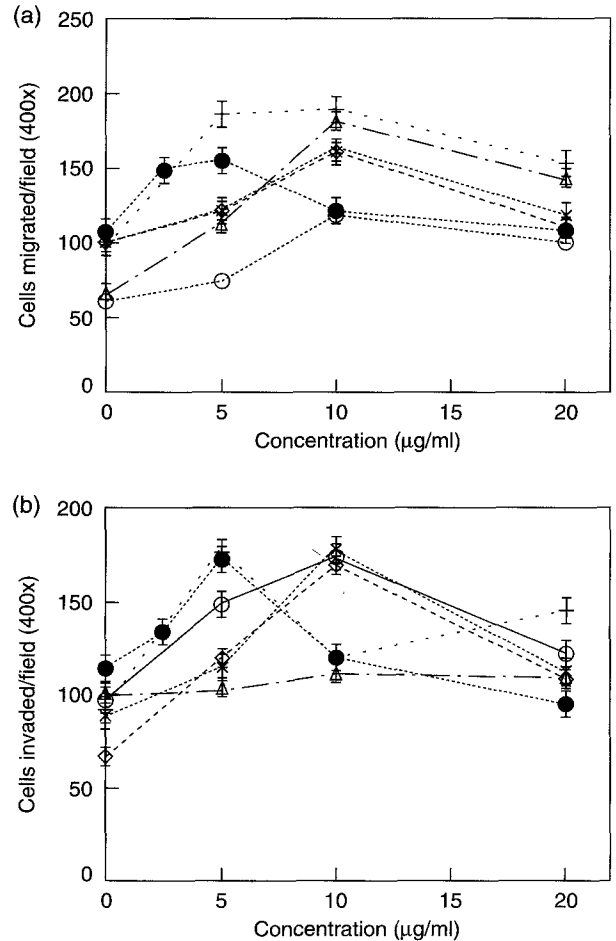 (a)
250
200
150
100
50
0
Cells migrated/field (400x)
0 5 10 15 20
Concentration (μg/ml)
(b)
200
150
100
50
0
Cells invaded/field (400x)
0 5 10 15 20
Concentration (μg/ml)